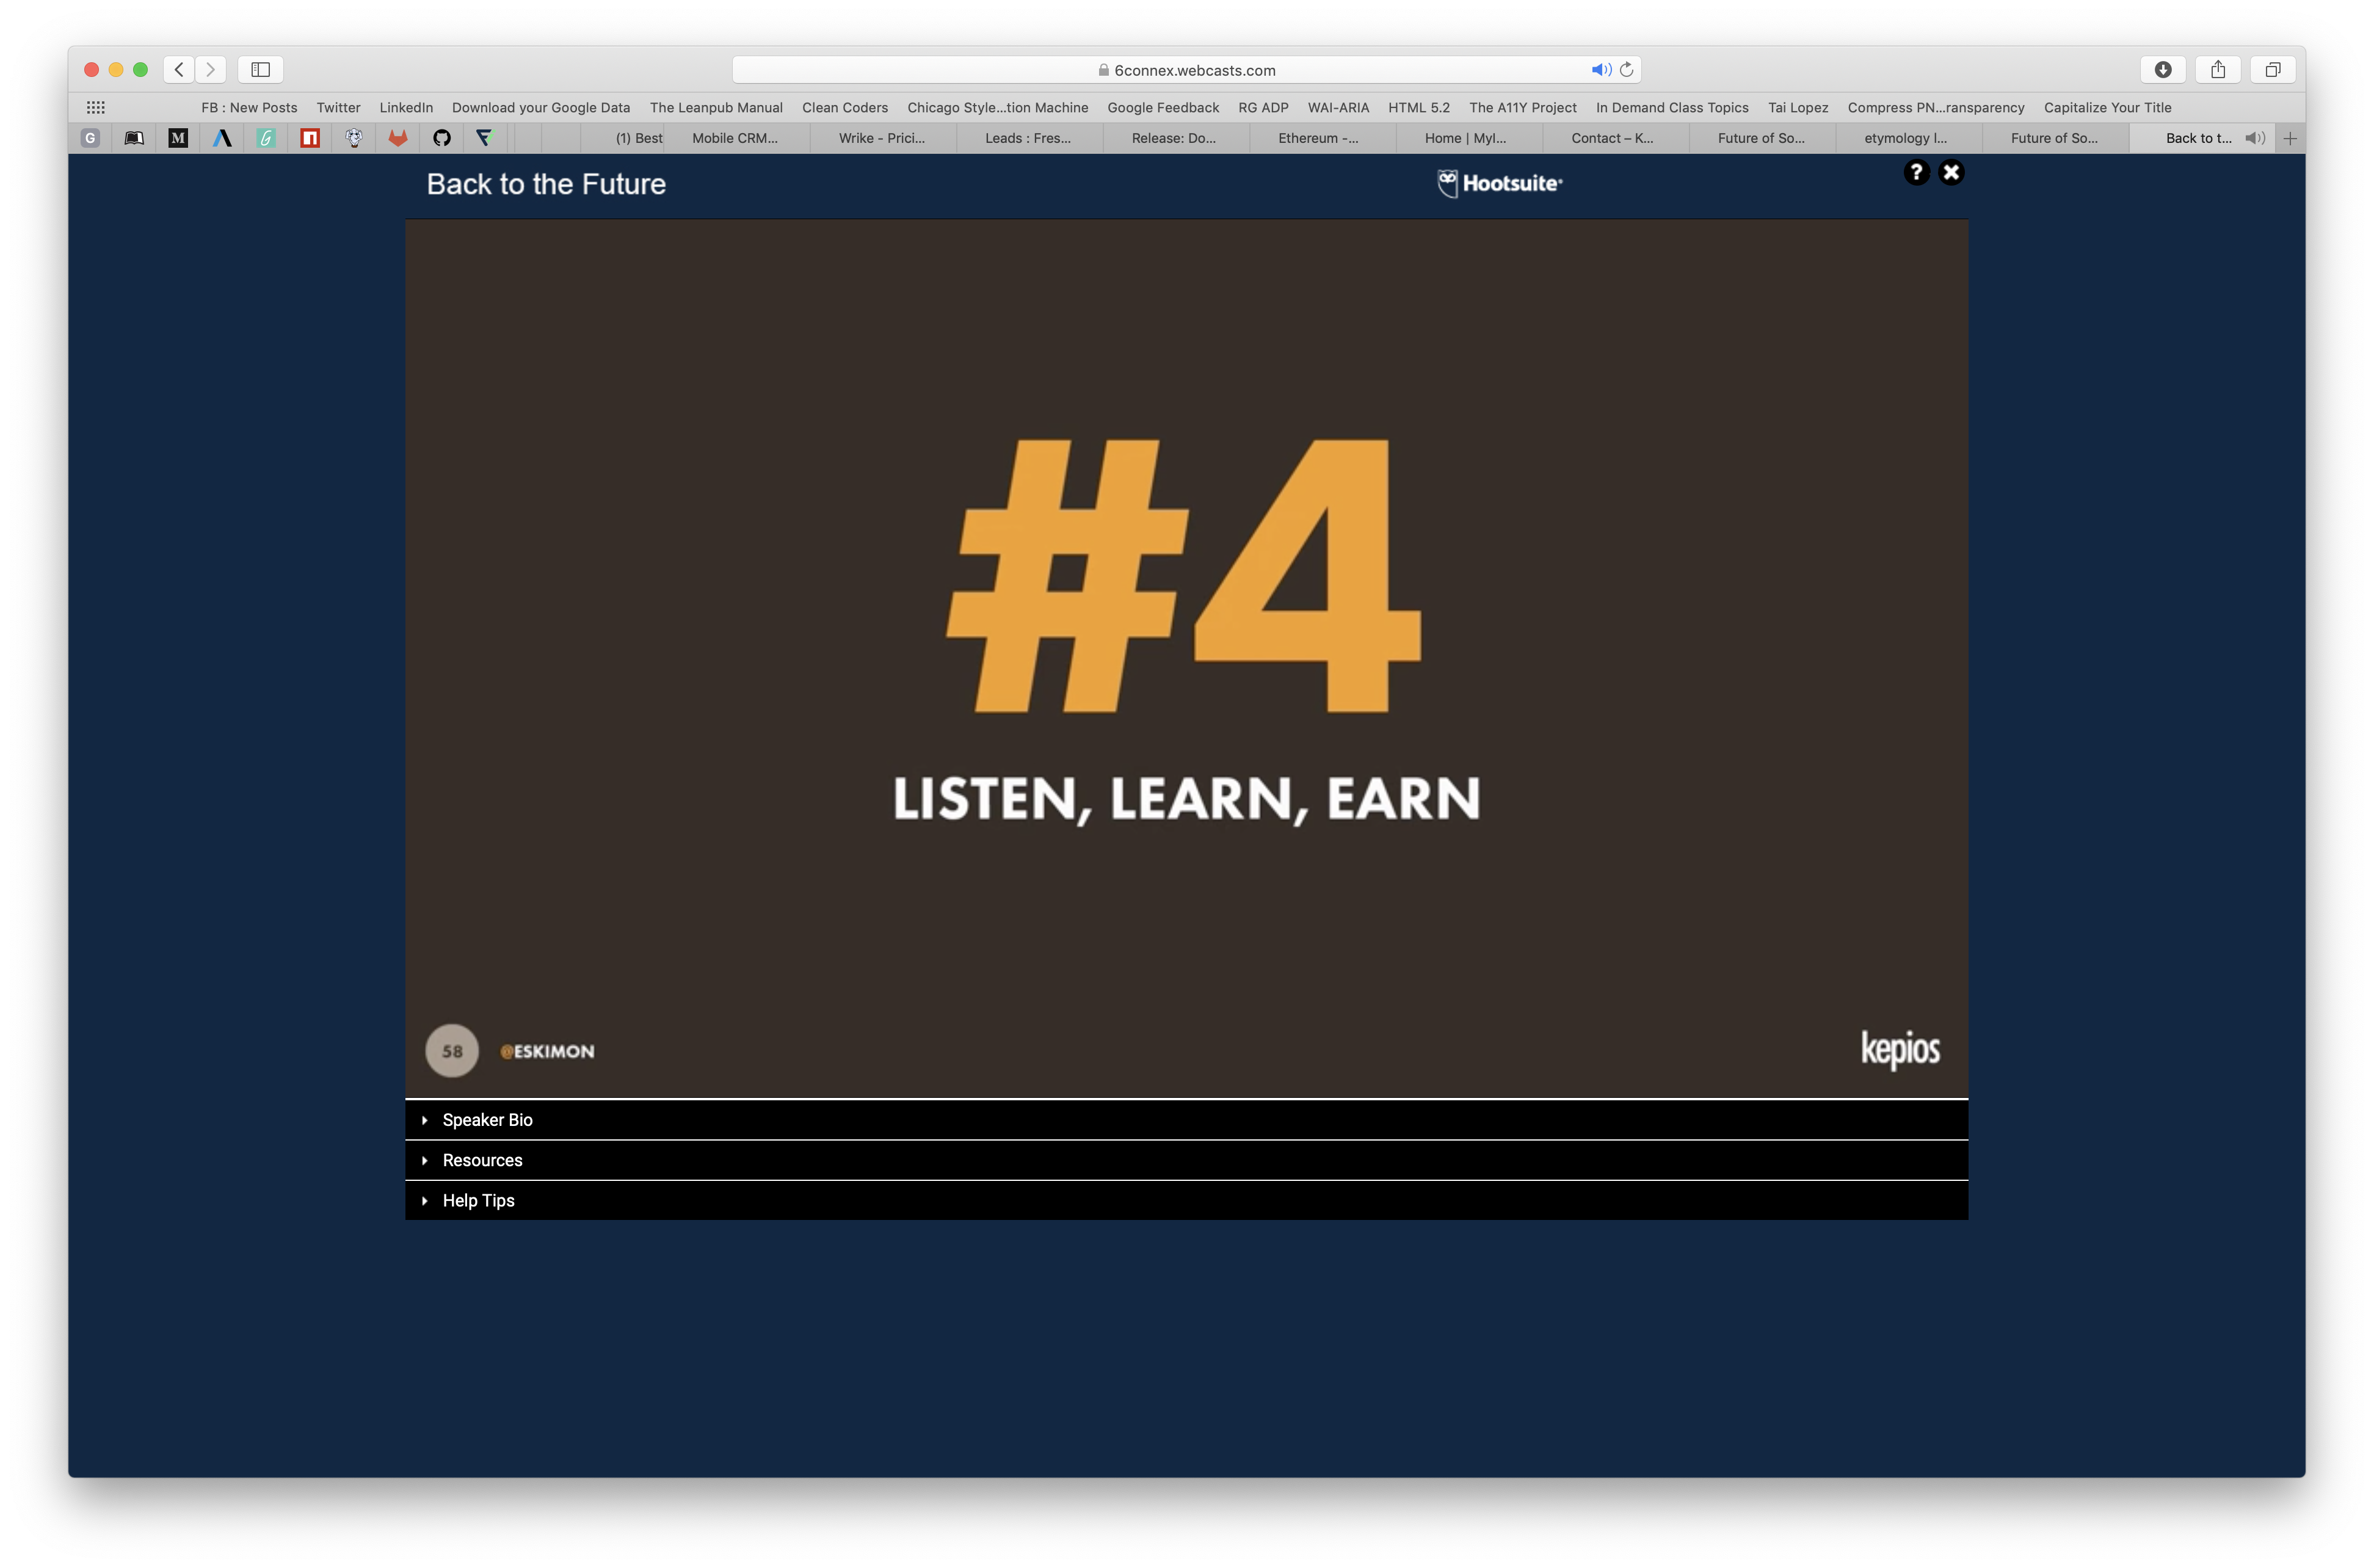 6connex.webcasts.com
FB : New Posts Twitter LinkedIn Download your Google Data The Leanpub Manual Clean Coders Chicago Style...tion Machine Google Feedback RG ADP WAI-ARIA HTML 5.2 The A11Y Project In Demand Class Topics Tai Lopez Compress PN...ransparency Capitalize Your Title
G M (1) Best Mobile CRM... Wrike - Prici... Leads : Fres... Release: Do... Ethereum -... Home | Myl... Contact – K... Future of So... etymology l... Future of So... Back to t...
Back to the Future Hootsuite
#4
LISTEN, LEARN, EARN
58 @ESKIMON kepios
Speaker Bio
Resources
Help Tips